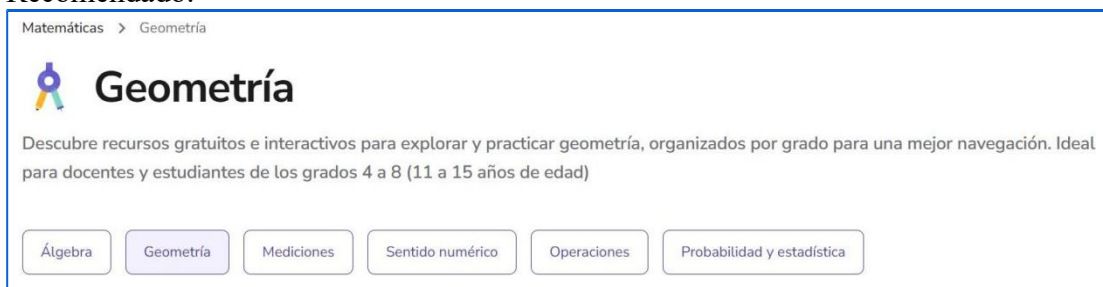 Recomendado:
Matemáticas > Geometría
Geometría
Descubre recursos gratuitos e interactivos para explorar y practicar geometría, organizados por grado para una mejor navegación. Ideal
para docentes y estudiantes de los grados 4 a 8 (11 a 15 años de edad)
Álgebra Geometría Mediciones Sentido numérico Operaciones Probabilidad y estadística